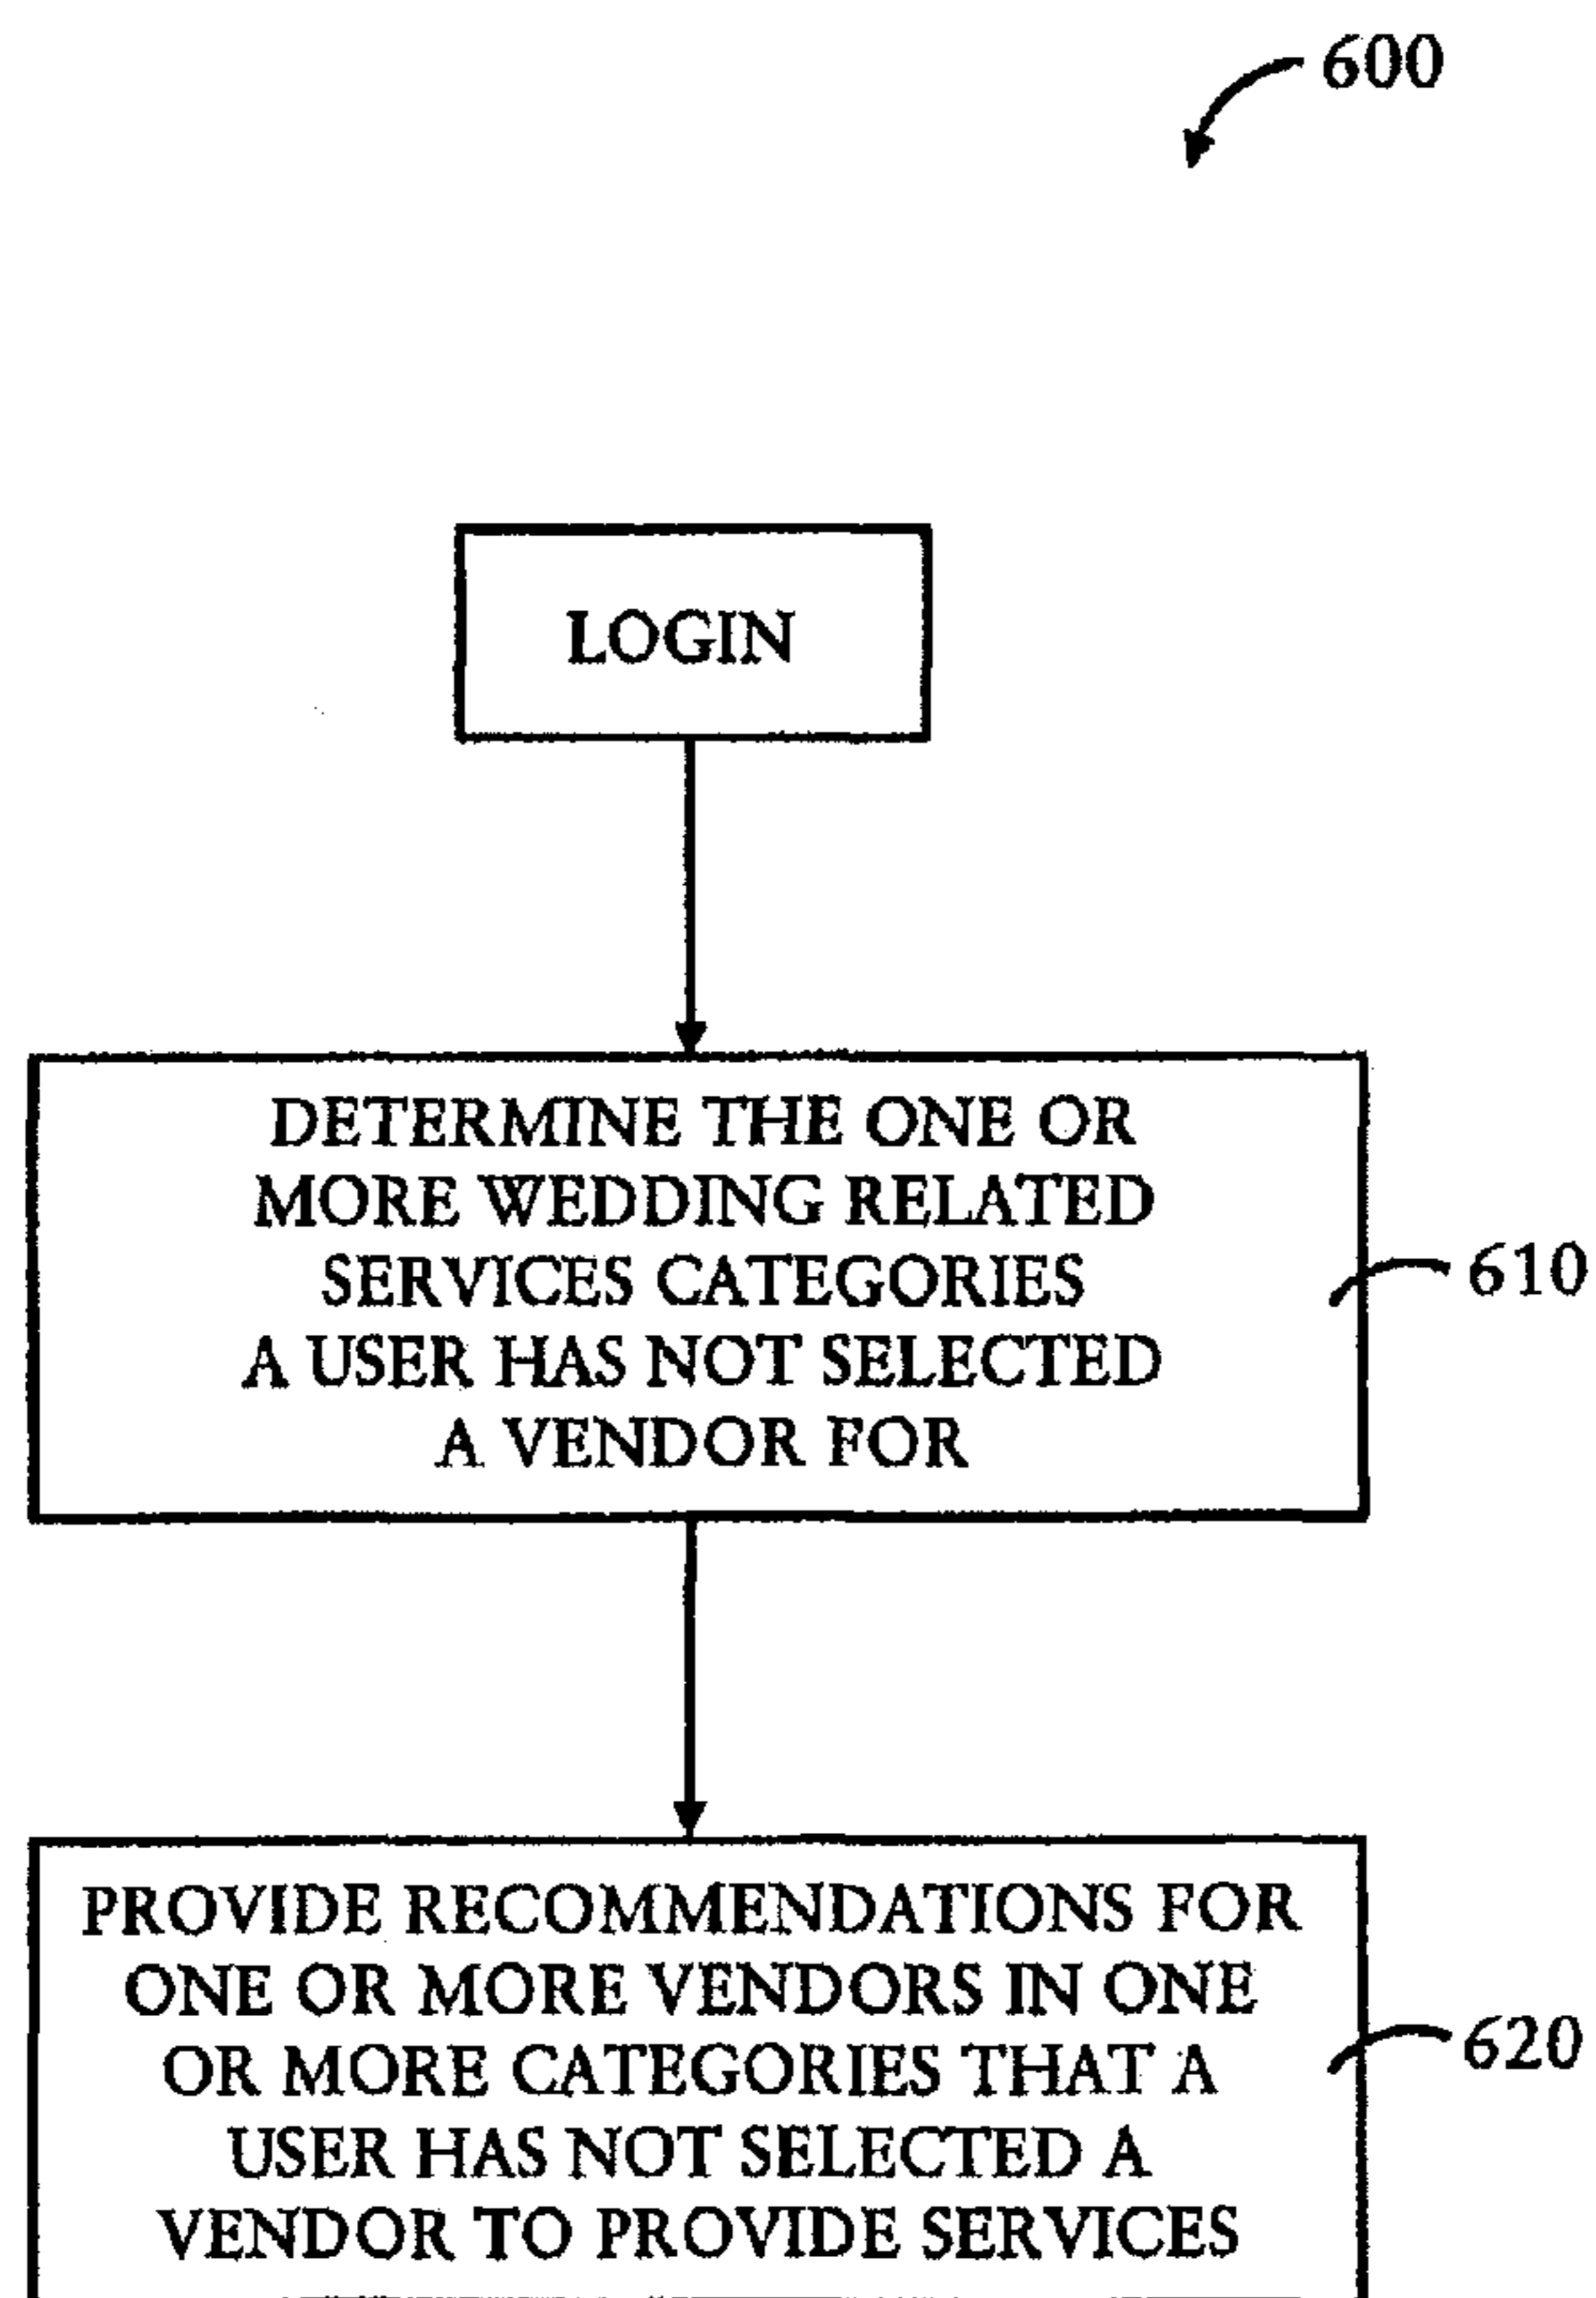 600
LOGIN
DETERMINE THE ONE OR
MORE WEDDING RELATED
SERVICES CATEGORIES
A USER HAS NOT SELECTED
A VENDOR FOR
610
PROVIDE RECOMMENDATIONS FOR
ONE OR MORE VENDORS IN ONE
OR MORE CATEGORIES THAT A
USER HAS NOT SELECTED A
VENDOR TO PROVIDE SERVICES
620